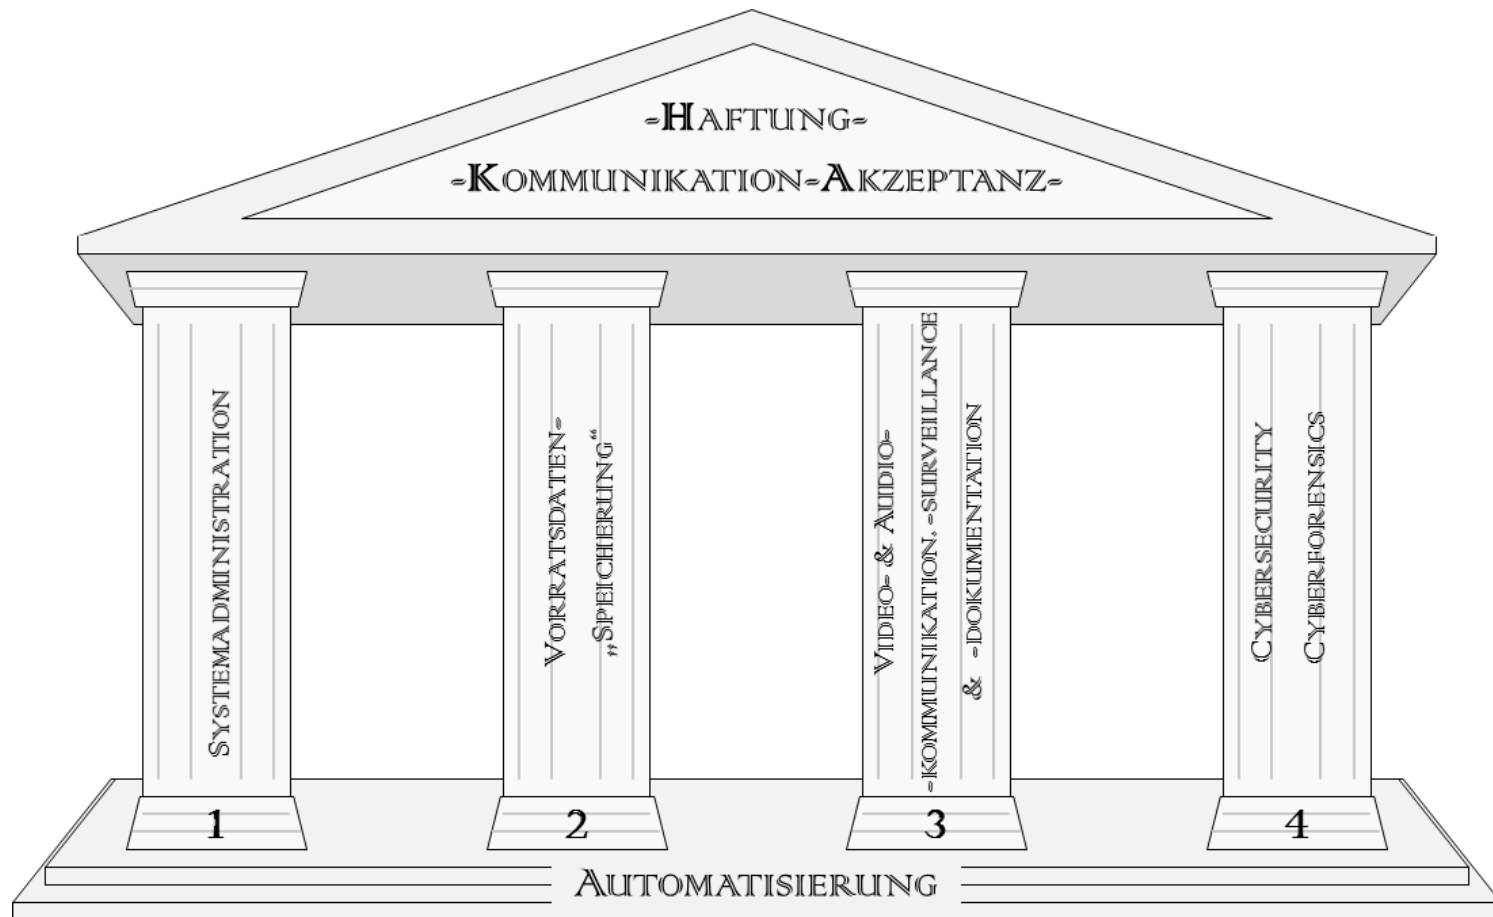 -Haftung-
-Kommunikation-Akzeptanz-
Systemadministration
Vorratsdaten-
„Speicherung“
Video- & Audio-
-kommunikation, -surveillance
& -dokumentation
Cybersecurity
Cyberforensics
1
2
3
4
Automatisierung